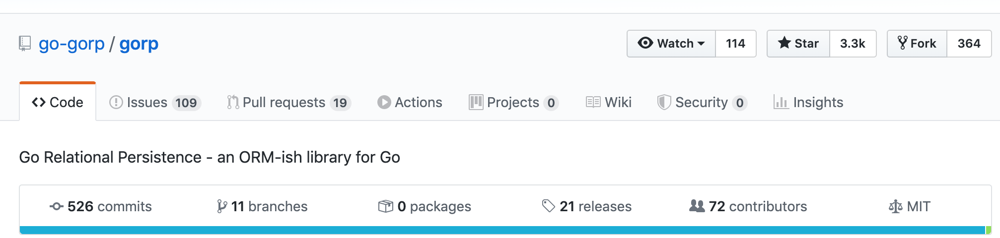 go-gorp / gorp Watch 114 Star 3.3k Fork 364
Code Issues 109 Pull requests 19 Actions Projects 0 Wiki Security 0 Insights
Go Relational Persistence - an ORM-ish library for Go
526 commits 11 branches 0 packages 21 releases 72 contributors MIT